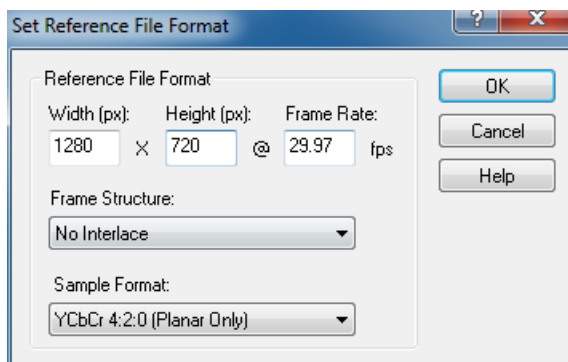 Set Reference File Format
?
X
Reference File Format
Width (px): Height (px): Frame Rate:
1280 X 720 @ 29.97 fps
Frame Structure:
No Interlace
Sample Format:
YCbCr 4:2:0 (Planar Only)
OK
Cancel
Help